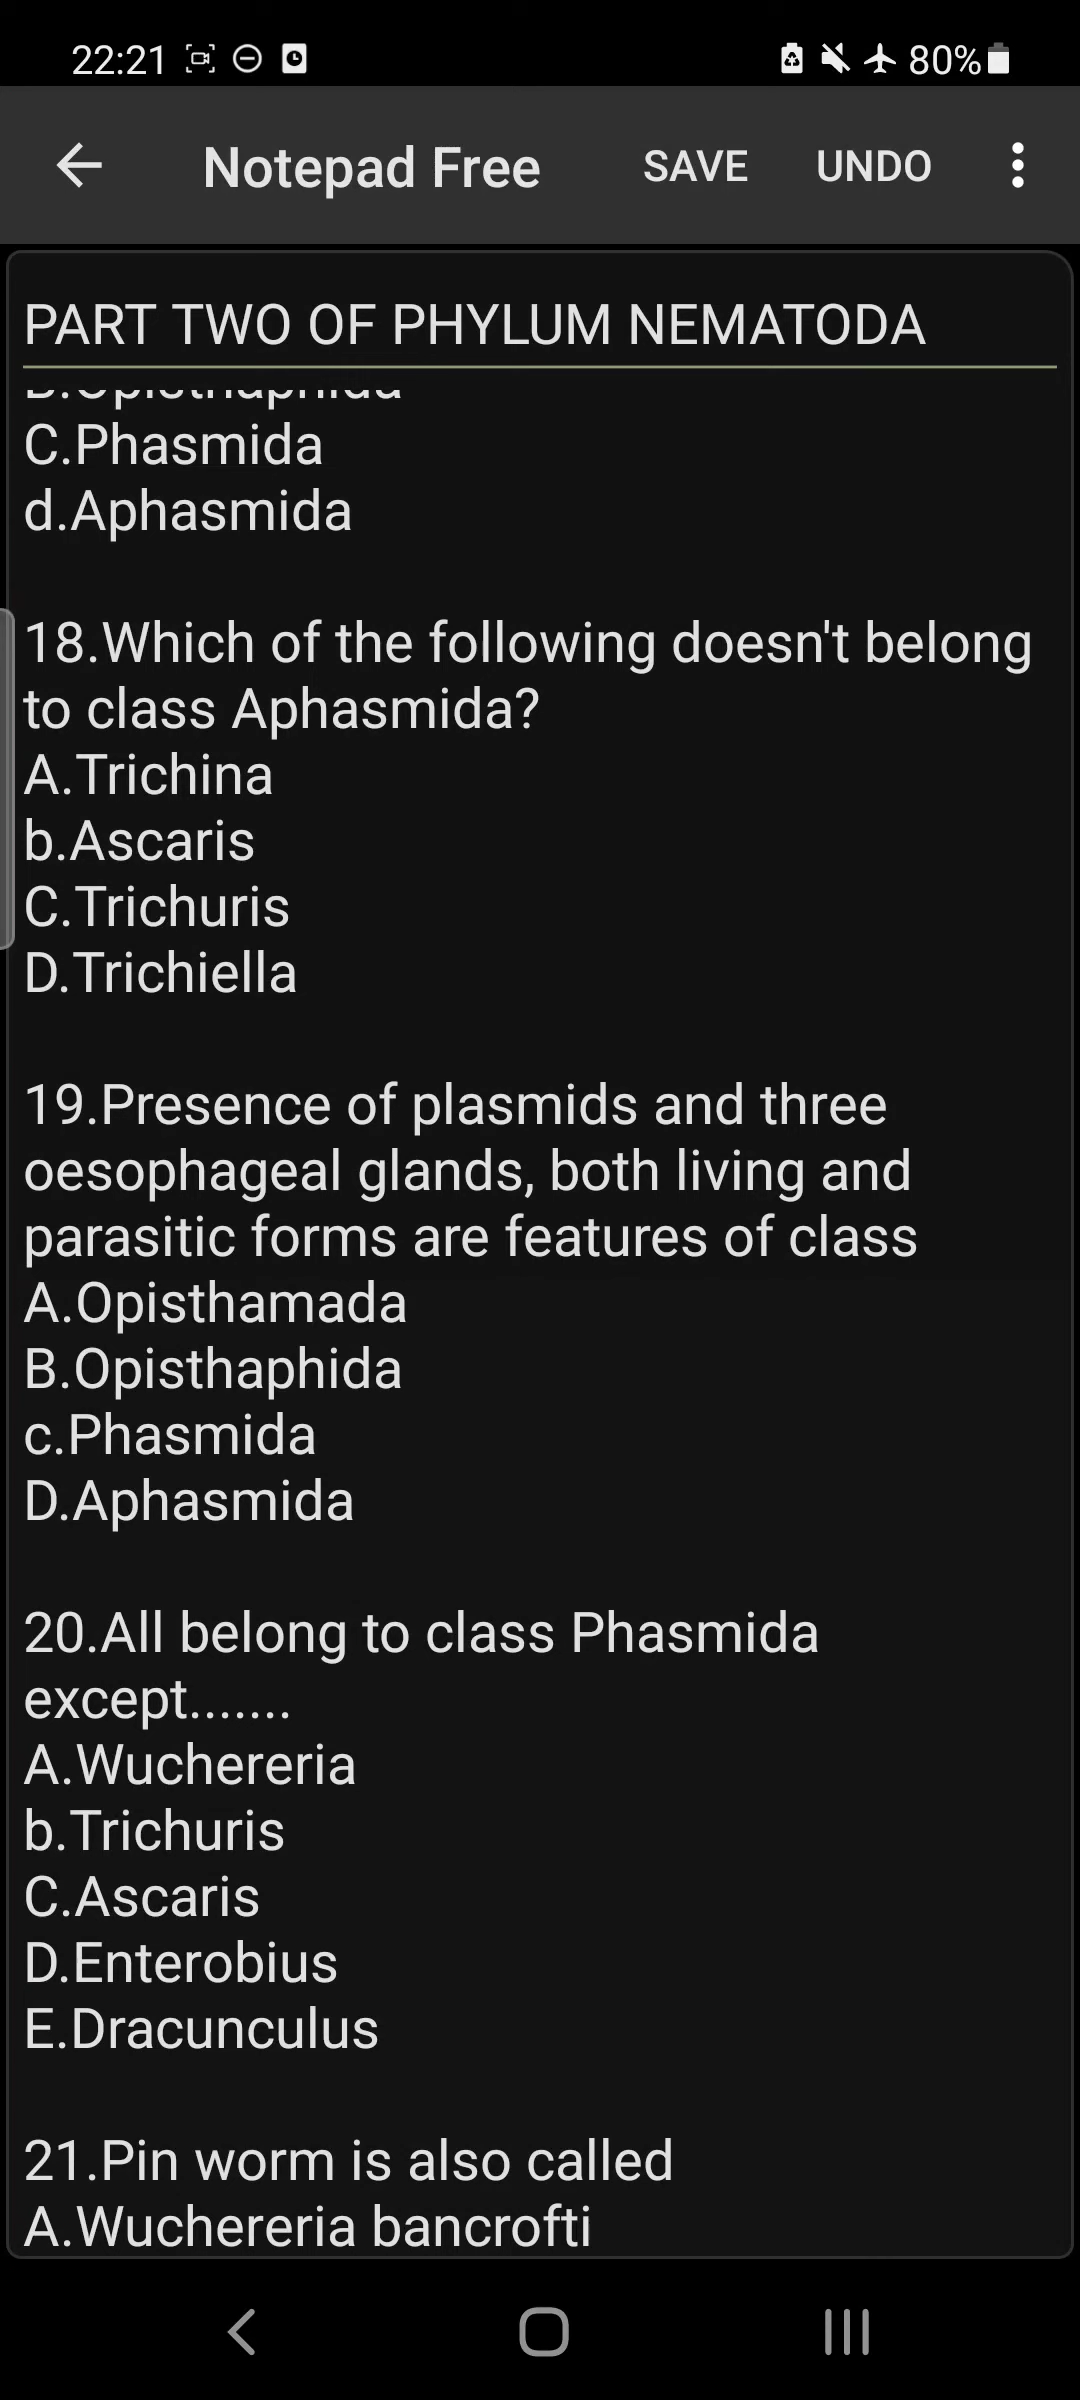 22:21 80%
Notepad Free SAVE UNDO
PART TWO OF PHYLUM NEMATODA
B.Opisthaphida
C.Phasmida
d.Aphasmida
18.Which of the following doesn't belong
to class Aphasmida?
A.Trichina
b.Ascaris
C.Trichuris
D.Trichiella
19.Presence of plasmids and three
oesophageal glands, both living and
parasitic forms are features of class
A.Opisthamada
B.Opisthaphida
c.Phasmida
D.Aphasmida
20.All belong to class Phasmida
except.......
A.Wuchereria
b.Trichuris
C.Ascaris
D.Enterobius
E.Dracunculus
21.Pin worm is also called
A.Wuchereria bancrofti